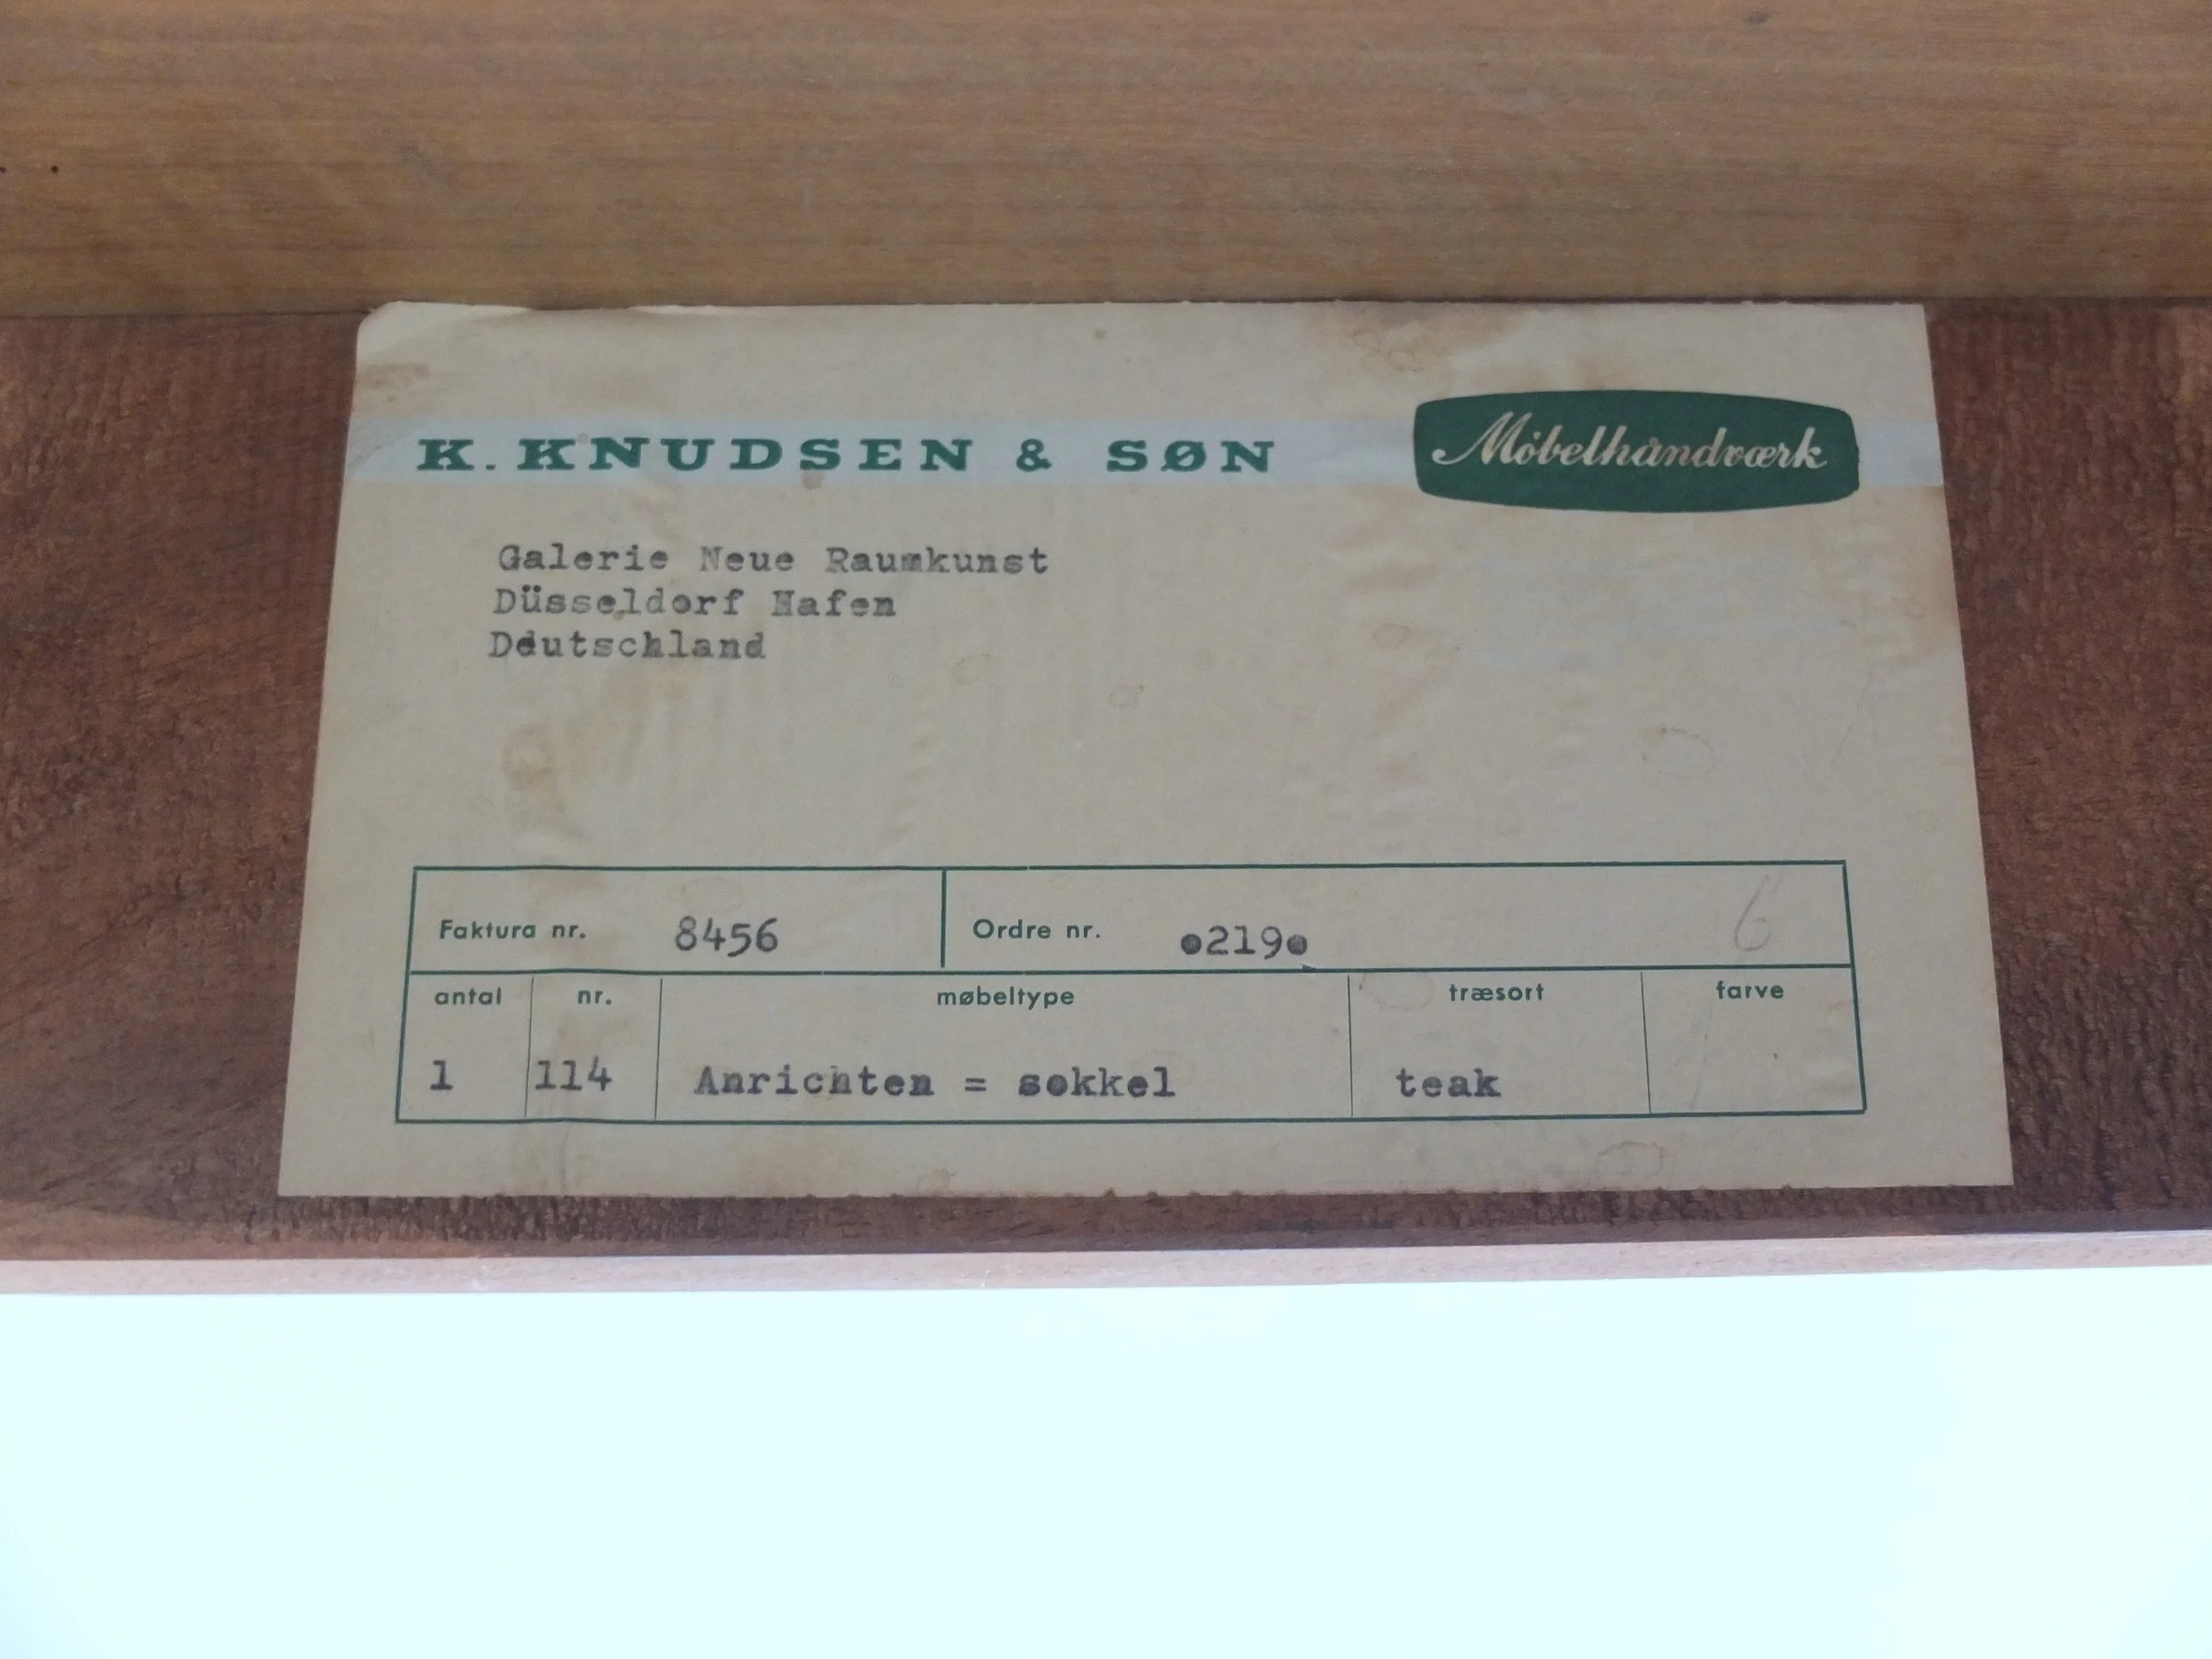 K. KNUDSEN & SØN Møbelhåndværk
Galerie Neue Raumkunst
Düsseldorf Hafen
Deutschland
Faktura nr. 8456 Ordre nr. 02190 6
antal nr. møbeltype træsort farve
1 114 Anrichten = sokkel teak